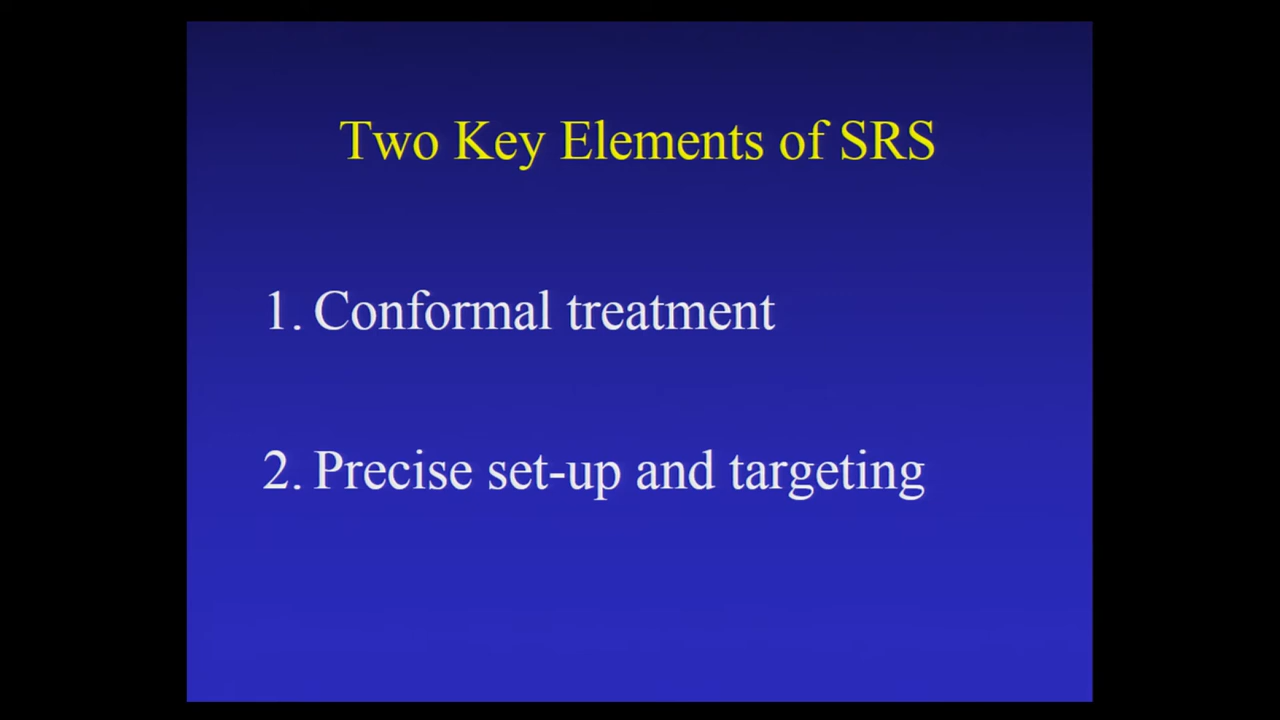 Two Key Elements of SRS
1. Conformal treatment
2. Precise set-up and targeting